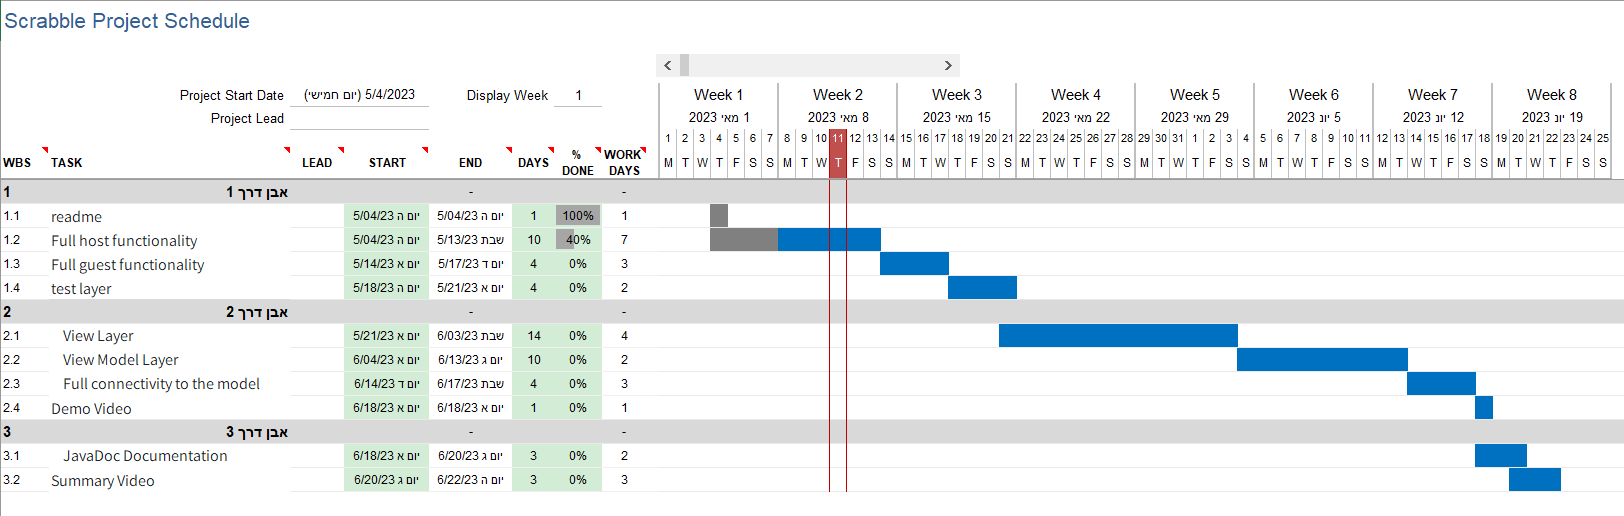 Scrabble Project Schedule
Project Start Date 5/4/2023 (יום חמישי) Display Week 1
Project Lead
Week 1 Week 2 Week 3 Week 4 Week 5 Week 6 Week 7 Week 8
1 מאי 2023 8 מאי 2023 15 מאי 2023 22 מאי 2023 29 מאי 2023 5 יונ 2023 12 יונ 2023 19 יונ 2023
1 2 3 4 5 6 7 8 9 10 11 12 13 14 15 16 17 18 19 20 21 22 23 24 25 26 27 28 29 30 31 1 2 3 4 5 6 7 8 9 10 11 12 13 14 15 16 17 18 19 20 21 22 23 24 25
WBS TASK LEAD START END DAYS % DONE WORK DAYS M T W T F S S M T W T F S S M T W T F S S M T W T F S S M T W T F S S M T W T F S S M T W T F S S M T W T F S S
1 אבן דרך 1 - -
1.1 readme יום ה 5/04/23 יום ה 5/04/23 1 100% 1
1.2 Full host functionality יום ה 5/04/23 שבת 5/13/23 10 40% 7
1.3 Full guest functionality יום א 5/14/23 יום ד 5/17/23 4 0% 3
1.4 test layer יום ה 5/18/23 יום א 5/21/23 4 0% 2
2 אבן דרך 2 - -
2.1 View Layer יום א 5/21/23 שבת 6/03/23 14 0% 4
2.2 View Model Layer יום א 6/04/23 יום ג 6/13/23 10 0% 2
2.3 Full connectivity to the model יום ד 6/14/23 שבת 6/17/23 4 0% 3
2.4 Demo Video יום א 6/18/23 יום א 6/18/23 1 0% 1
3 אבן דרך 3 - -
3.1 JavaDoc Documentation יום א 6/18/23 יום ג 6/20/23 3 0% 2
3.2 Summary Video יום ג 6/20/23 יום ה 6/22/23 3 0% 3